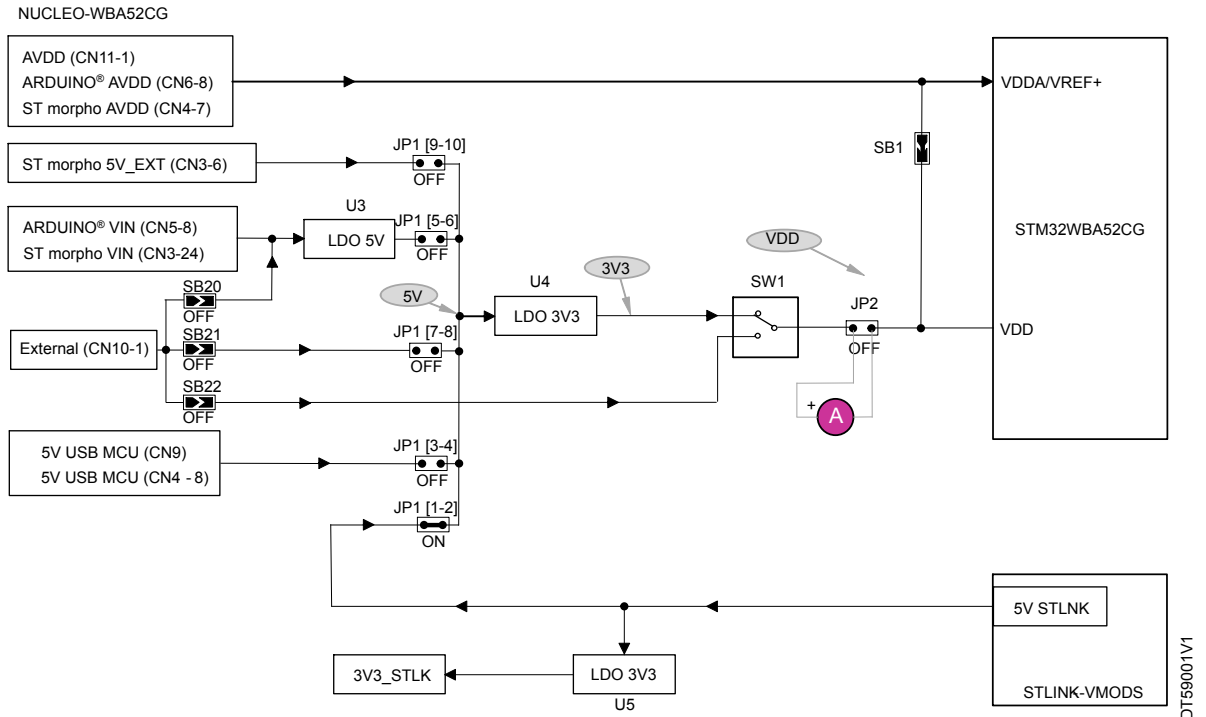 NUCLEO-WBA52CG
AVDD (CN11-1)
ARDUINO® AVDD (CN6-8)
ST morpho AVDD (CN4-7)
VDDA/VREF+
SB1
JP1 [9-10]
ST morpho 5V_EXT (CN3-6)
OFF
U3
ARDUINO® VIN (CN5-8)
ST morpho VIN (CN3-24)
LDO 5V
JP1 [5-6]
OFF
STM32WBA52CG
VDD
3V3
5V
U4
LDO 3V3
SW1
JP2
OFF
VDD
SB20
OFF
SB21
OFF
External (CN10-1)
JP1 [7-8]
OFF
SB22
OFF
+
A
5V USB MCU (CN9)
5V USB MCU (CN4 - 8)
JP1 [3-4]
OFF
JP1 [1-2]
ON
5V STLNK
3V3_STLK
LDO 3V3
U5
STLINK-VMODS
DT59001V1